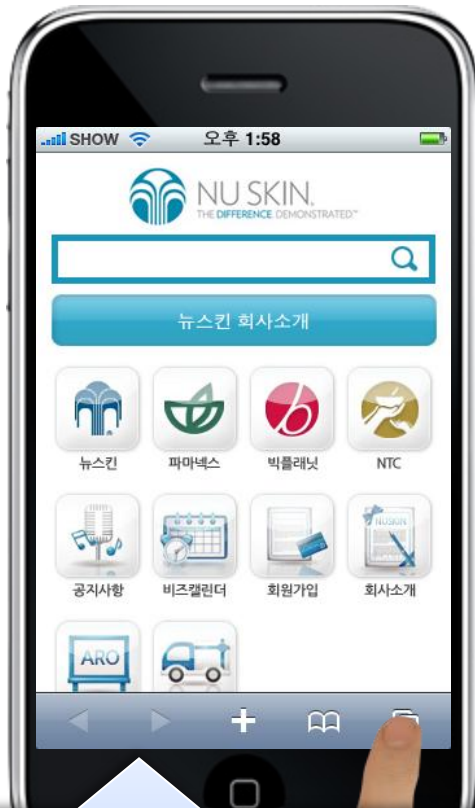 SHOW 오후 1:58
NU SKIN.
THE DIFFERENCE DEMONSTRATED™
뉴스킨 회사소개
뉴스킨 파마넥스 빅플래닛 NTC
NUSKIN
공지사항 비즈캘린더 회원가입 회사소개
ARO